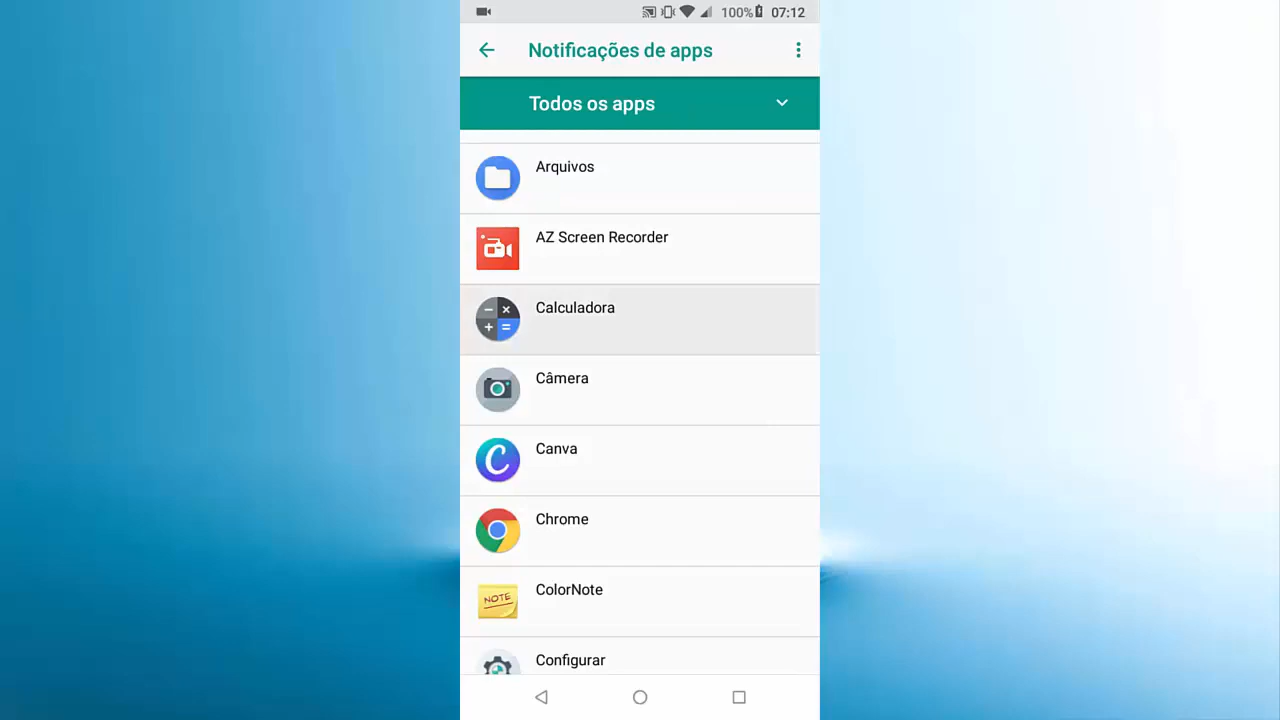 100% 07:12
Notificações de apps
Todos os apps
Arquivos
AZ Screen Recorder
Calculadora
Câmera
Canva
Chrome
NOTE
ColorNote
Configurar